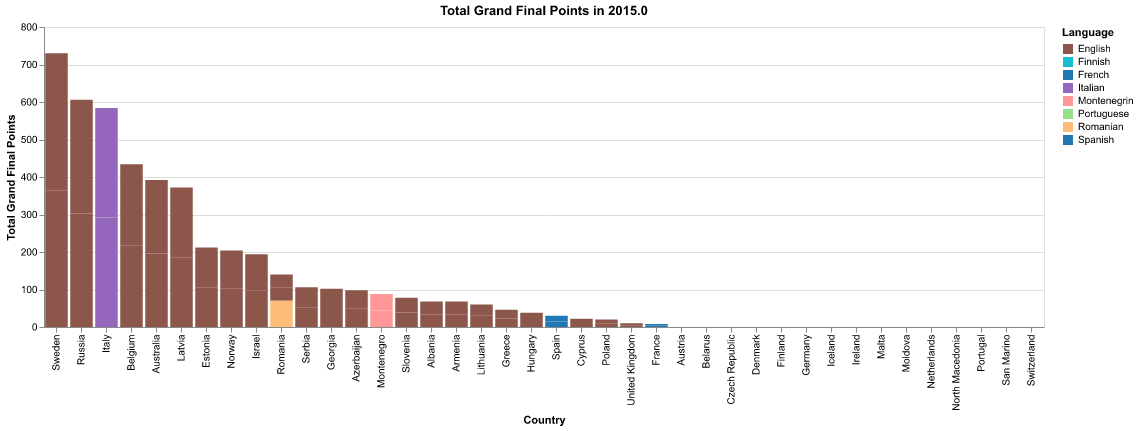 Total Grand Final Points in 2015.0
800
700
600
500
400
300
200
100
0
Total Grand Final Points
Sweden
Russia
Italy
Belgium
Australia
Latvia
Estonia
Norway
Israel
Romania
Serbia
Georgia
Azerbaijan
Montenegro
Slovenia
Albania
Armenia
Lithuania
Greece
Hungary
Spain
Cyprus
Poland
United Kingdom
France
Austria
Belarus
Czech Republic
Denmark
Finland
Germany
Iceland
Ireland
Malta
Moldova
Netherlands
North Macedonia
Portugal
San Marino
Switzerland
Country
Language
English
Finnish
French
Italian
Montenegrin
Portuguese
Romanian
Spanish